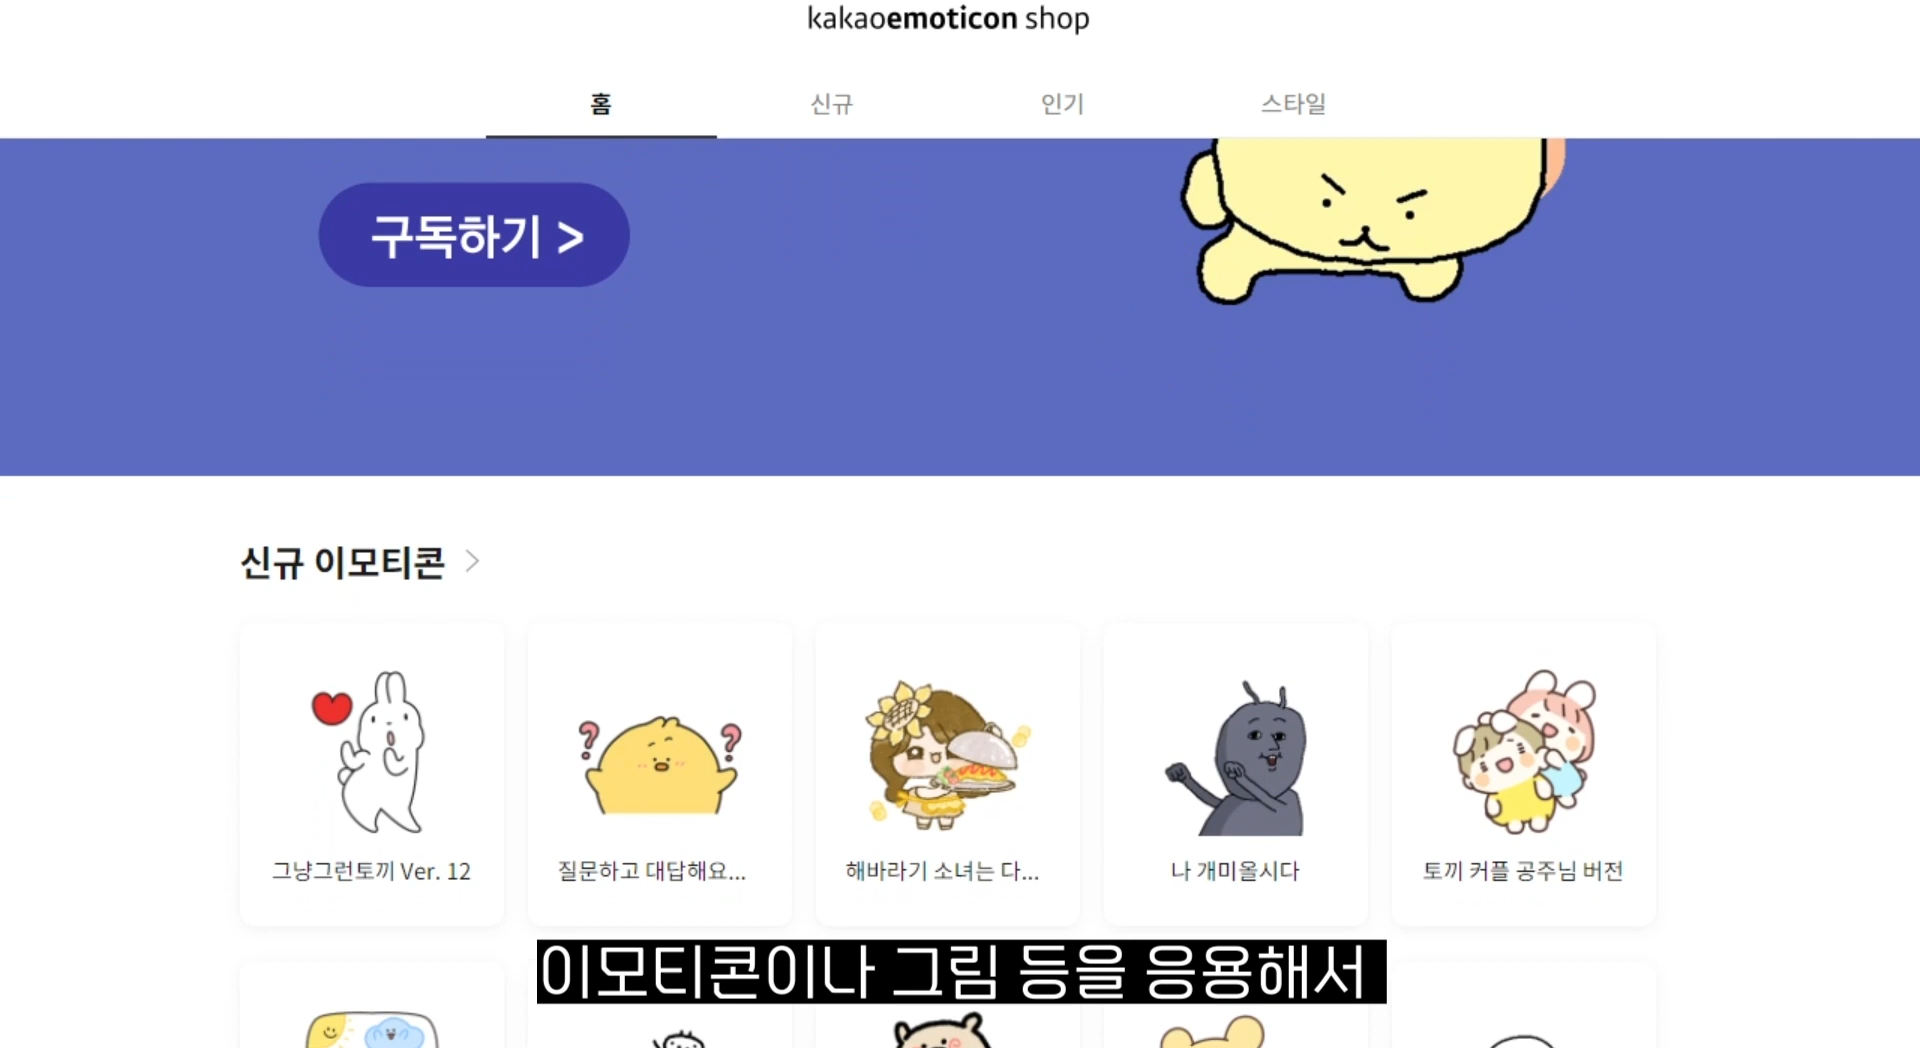 kakaoemoticon shop
홈 신규 인기 스타일
구독하기 >
신규 이모티콘 >
그냥그런토끼 Ver. 12
질문하고 대답해요...
해바라기 소녀는 다...
나 개미올시다
토끼 커플 공주님 버전
이모티콘이나 그림 등을 응용해서